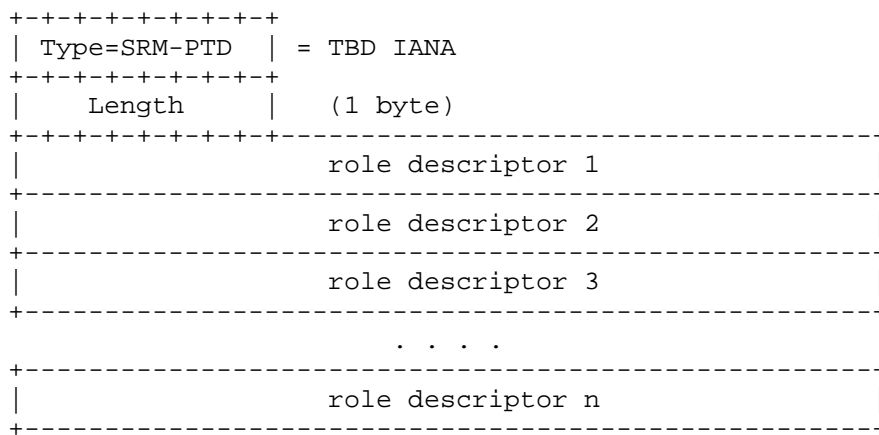 +-+-+-+-+-+-+-+-+
| Type=SRM-PTD  | = TBD IANA
+-+-+-+-+-+-+-+-+
|    Length     |   (1 byte)
+-+-+-+-+-+-+-+-+--------------------------------------
|                   role descriptor 1                 |
+------------------------------------------------------
|                   role descriptor 2                 |
+------------------------------------------------------
|                   role descriptor 3                 |
+------------------------------------------------------
                        . . . .
+------------------------------------------------------
|                   role descriptor n                 |
+------------------------------------------------------